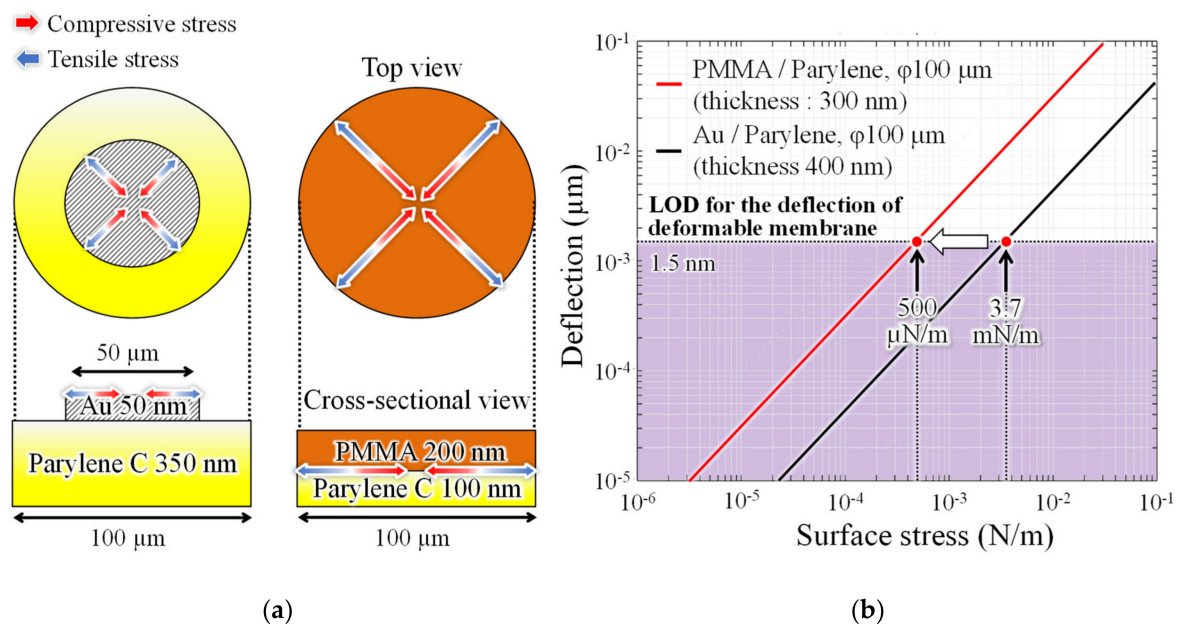 Compressive stress
Tensile stress
Top view
50 μm
Au 50 nm
Parylene C 350 nm
100 μm
Cross-sectional view
PMMA 200 nm
Parylene C 100 nm
100 μm
(a)
Deflection (μm)
10-1
10-2
10-3
10-4
10-5
PMMA / Parylene, φ100 μm
(thickness : 300 nm)
Au / Parylene, φ100 μm
(thickness 400 nm)
LOD for the deflection of
deformable membrane
1.5 nm
500
μN/m
3.7
mN/m
10-6
10-5
10-4
10-3
10-2
10-1
Surface stress (N/m)
(b)